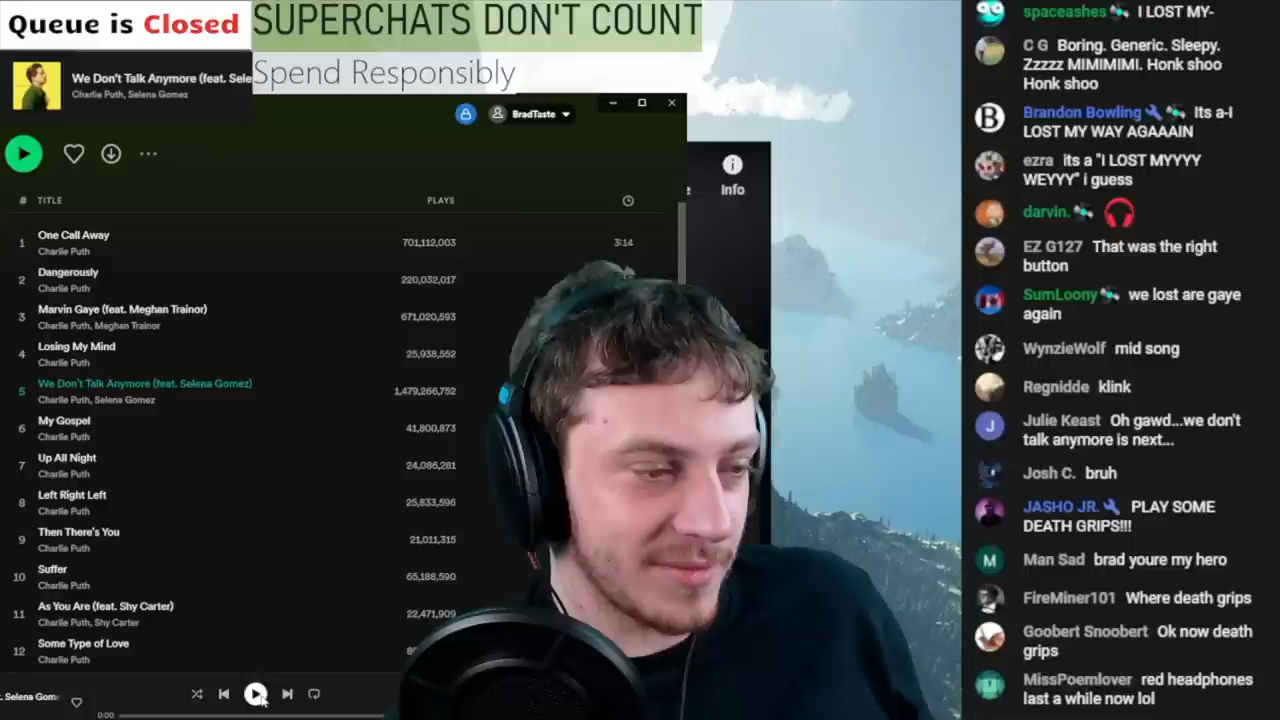 Queue is Closed
SUPERCHATS DON'T COUNT
Spend Responsibly
We Don't Talk Anymore (feat. Sele
Charlie Puth, Selena Gomez
BradTaste
Info
# TITLE PLAYS
1 One Call Away 701,112,003 3:14
Charlie Puth
2 Dangerously 220,032,017
Charlie Puth
3 Marvin Gaye (feat. Meghan Trainor) 671,020,593
Charlie Puth, Meghan Trainor
4 Losing My Mind 25,938,552
Charlie Puth
5 We Don't Talk Anymore (feat. Selena Gomez) 1,479,266,752
Charlie Puth, Selena Gomez
6 My Gospel 41,800,873
Charlie Puth
7 Up All Night 24,086,281
Charlie Puth
8 Left Right Left 25,833,596
Charlie Puth
9 Then There's You 21,011,315
Charlie Puth
10 Suffer 65,188,590
Charlie Puth
11 As You Are (feat. Shy Carter) 22,471,909
Charlie Puth, Shy Carter
12 Some Type of Love
Charlie Puth
Selena Gom
0:00
spaceashes I LOST MY-
C G Boring. Generic. Sleepy.
Zzzzz MIMIMIMI. Honk shoo
Honk shoo
Brandon Bowling Its a-I
LOST MY WAY AGAAAIN
ezra its a "I LOST MYYYY
WEYYY" i guess
darvin.
EZ G127 That was the right
button
SumLoony we lost are gaye
again
WynzieWolf mid song
Regnidde klink
Julie Keast Oh gawd...we don't
talk anymore is next...
Josh C. bruh
JASHO JR. PLAY SOME
DEATH GRIPS!!!
Man Sad brad youre my hero
FireMiner101 Where death grips
Goobert Snoobert Ok now death
grips
MissPoemlover red headphones
last a while now lol